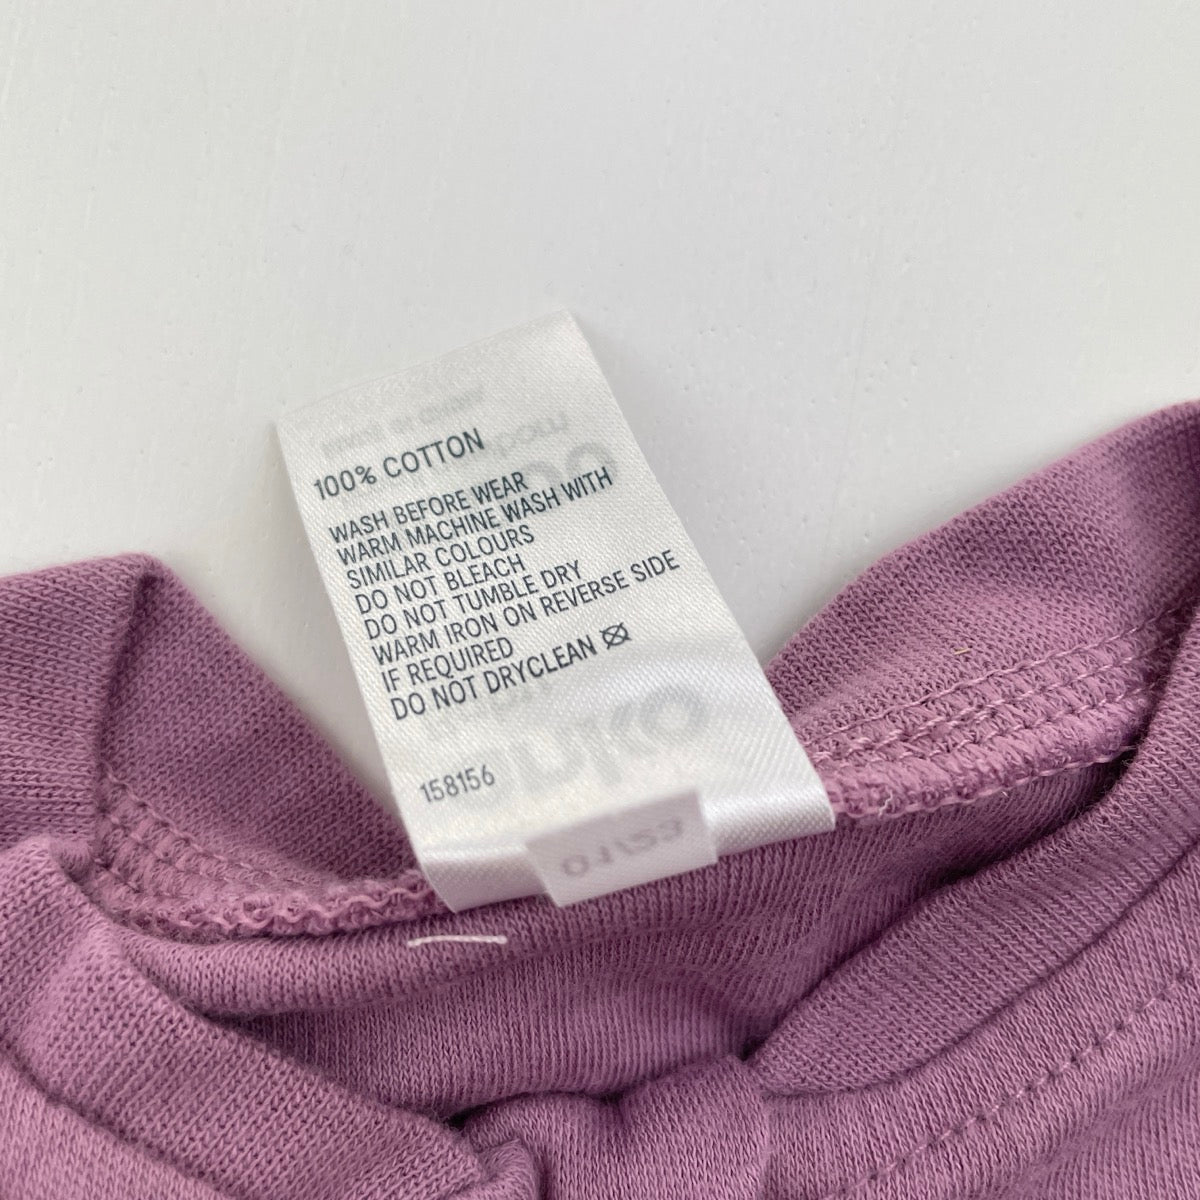 100% COTTON
WASH BEFORE WEAR
WARM MACHINE WASH WITH
SIMILAR COLOURS
DO NOT BLEACH
DO NOT TUMBLE DRY
WARM IRON ON REVERSE SIDE
IF REQUIRED
DO NOT DRYCLEAN
158156